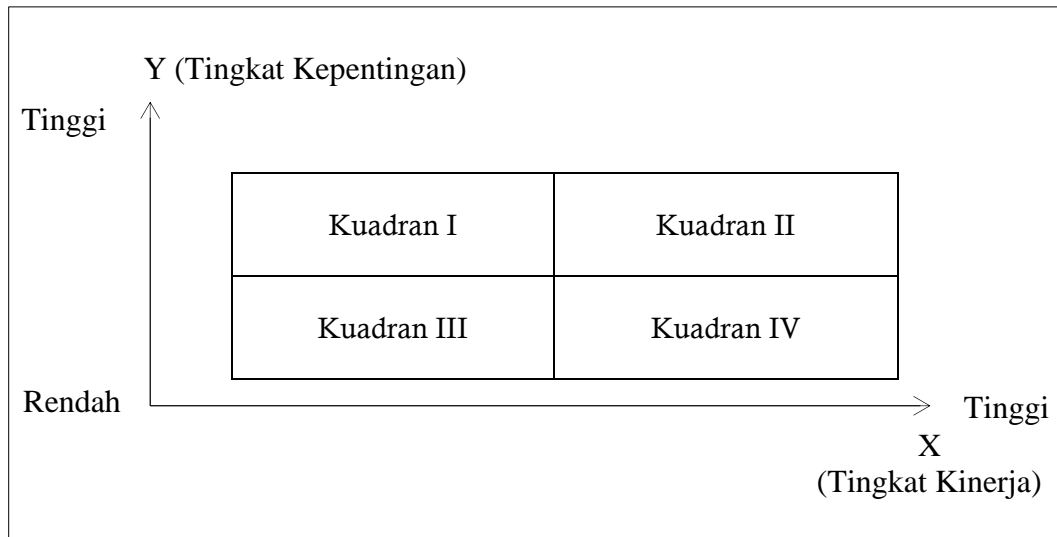 Y (Tingkat Kepentingan)
Tinggi
Kuadran I
Kuadran II
Kuadran III
Kuadran IV
Rendah
Tinggi
X
(Tingkat Kinerja)